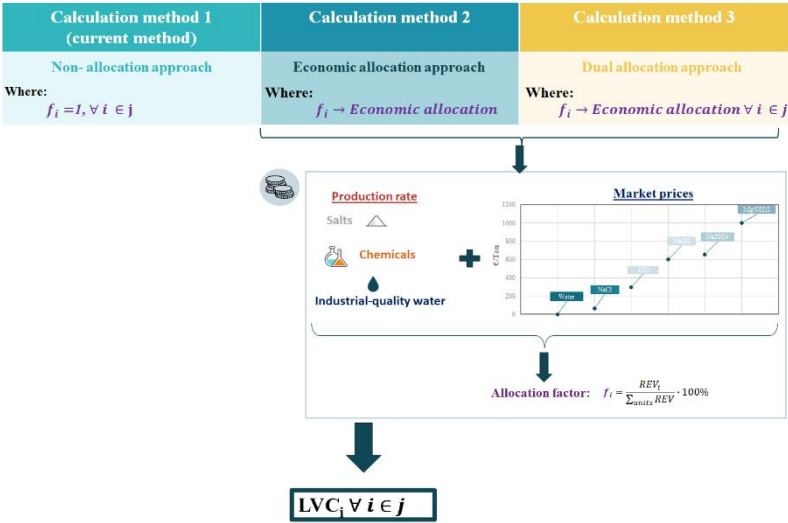 Calculation method 1
(current method)
Calculation method 2
Calculation method 3
Non- allocation approach
Economic allocation approach
Dual allocation approach
Where:
f_i =1, ∀ i ∈ j
Where:
f_i → Economic allocation
Where:
f_i → Economic allocation ∀ i ∈ j
Production rate
Salts
Chemicals
Industrial-quality water
Market prices
€/Ton
1200
1000
800
600
400
200
0
Water
NaCl
HCl
NaOH
Na2SO4
Mg(OH)2
Allocation factor: f_i = REV_i / Σ_units REV · 100%
LVC_i ∀ i ∈ j